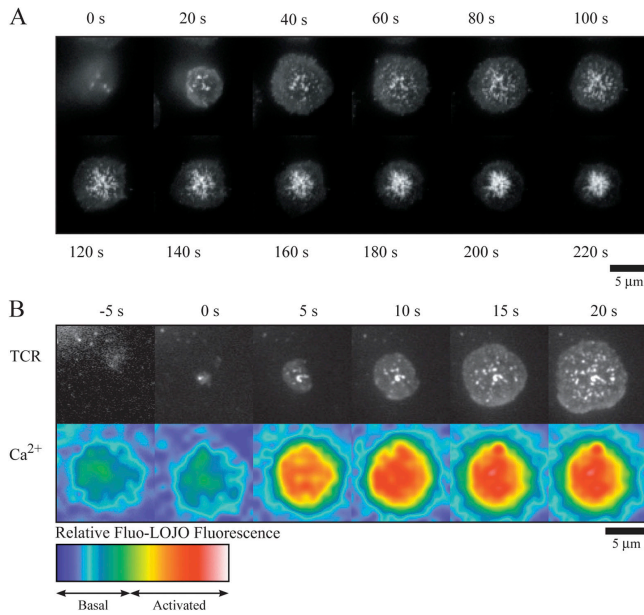 A
0 s 20 s 40 s 60 s 80 s 100 s
120 s 140 s 160 s 180 s 200 s 220 s
5 μm
B
-5 s 0 s 5 s 10 s 15 s 20 s
TCR
Ca2+
5 μm
Relative Fluo-LOJO Fluorescence
Basal Activated